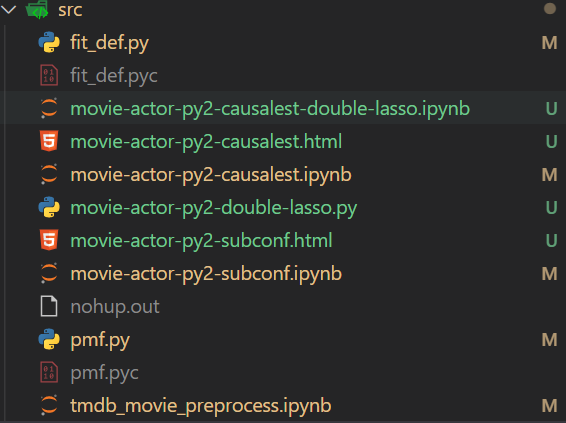 src
fit_def.py M
fit_def.pyc
movie-actor-py2-causalest-double-lasso.ipynb U
movie-actor-py2-causalest.html U
movie-actor-py2-causalest.ipynb M
movie-actor-py2-double-lasso.py U
movie-actor-py2-subconf.html U
movie-actor-py2-subconf.ipynb M
nohup.out
pmf.py M
pmf.pyc
tmdb_movie_preprocess.ipynb M